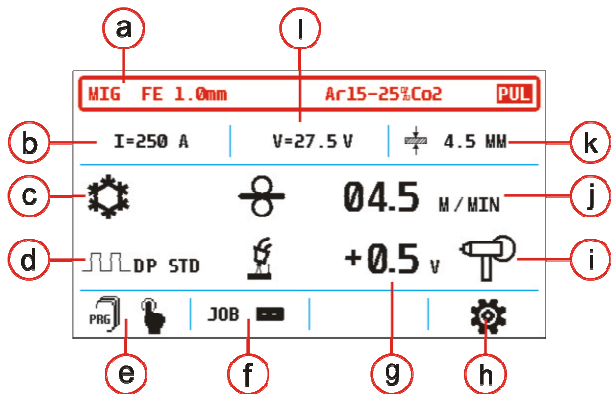 a
l
MIG FE 1.0mm Ar15-25%Co2 PUL
b
I=250 A V=27.5 V 4.5 MM
k
c
04.5 M/MIN
j
d
DP STD +0.5 V
i
PRG JOB --
e
f
g
h